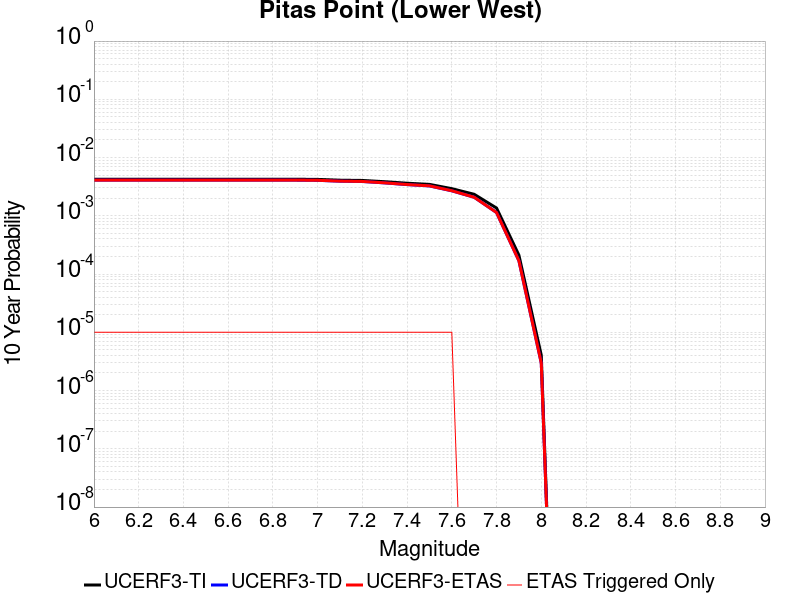 Pitas Point (Lower West)
10 0
10 -1
10 -2
10 -3
10 -4
10 -5
10 -6
10 -7
10 -8
10 Year Probability
6 6.2 6.4 6.6 6.8 7 7.2 7.4 7.6 7.8 8 8.2 8.4 8.6 8.8 9
Magnitude
UCERF3-TI UCERF3-TD UCERF3-ETAS ETAS Triggered Only